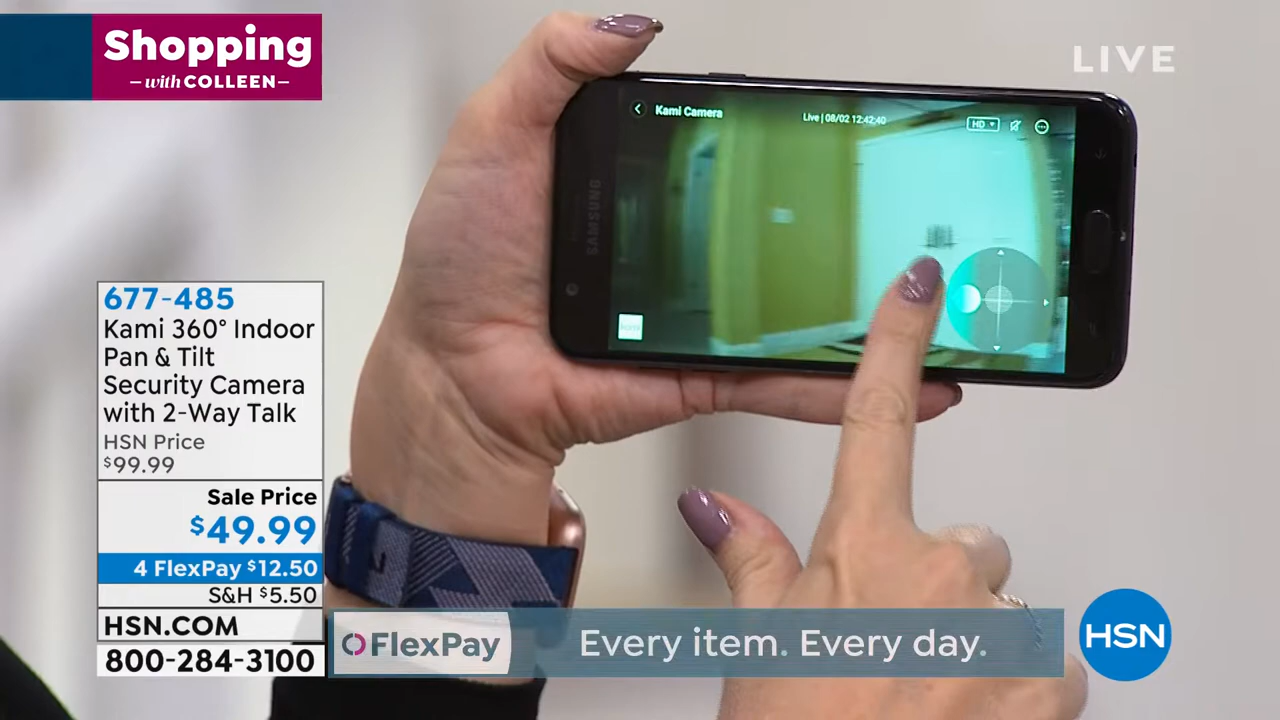 Shopping
with COLLEEN
LIVE
Kami Camera
Live | 08/02 12:42:40
HD
SAMSUNG
677-485
Kami 360° Indoor
Pan & Tilt
Security Camera
with 2-Way Talk
HSN Price
$99.99
Sale Price
$49.99
4 FlexPay $12.50
S&H $5.50
HSN.COM
800-284-3100
FlexPay
Every item. Every day.
HSN